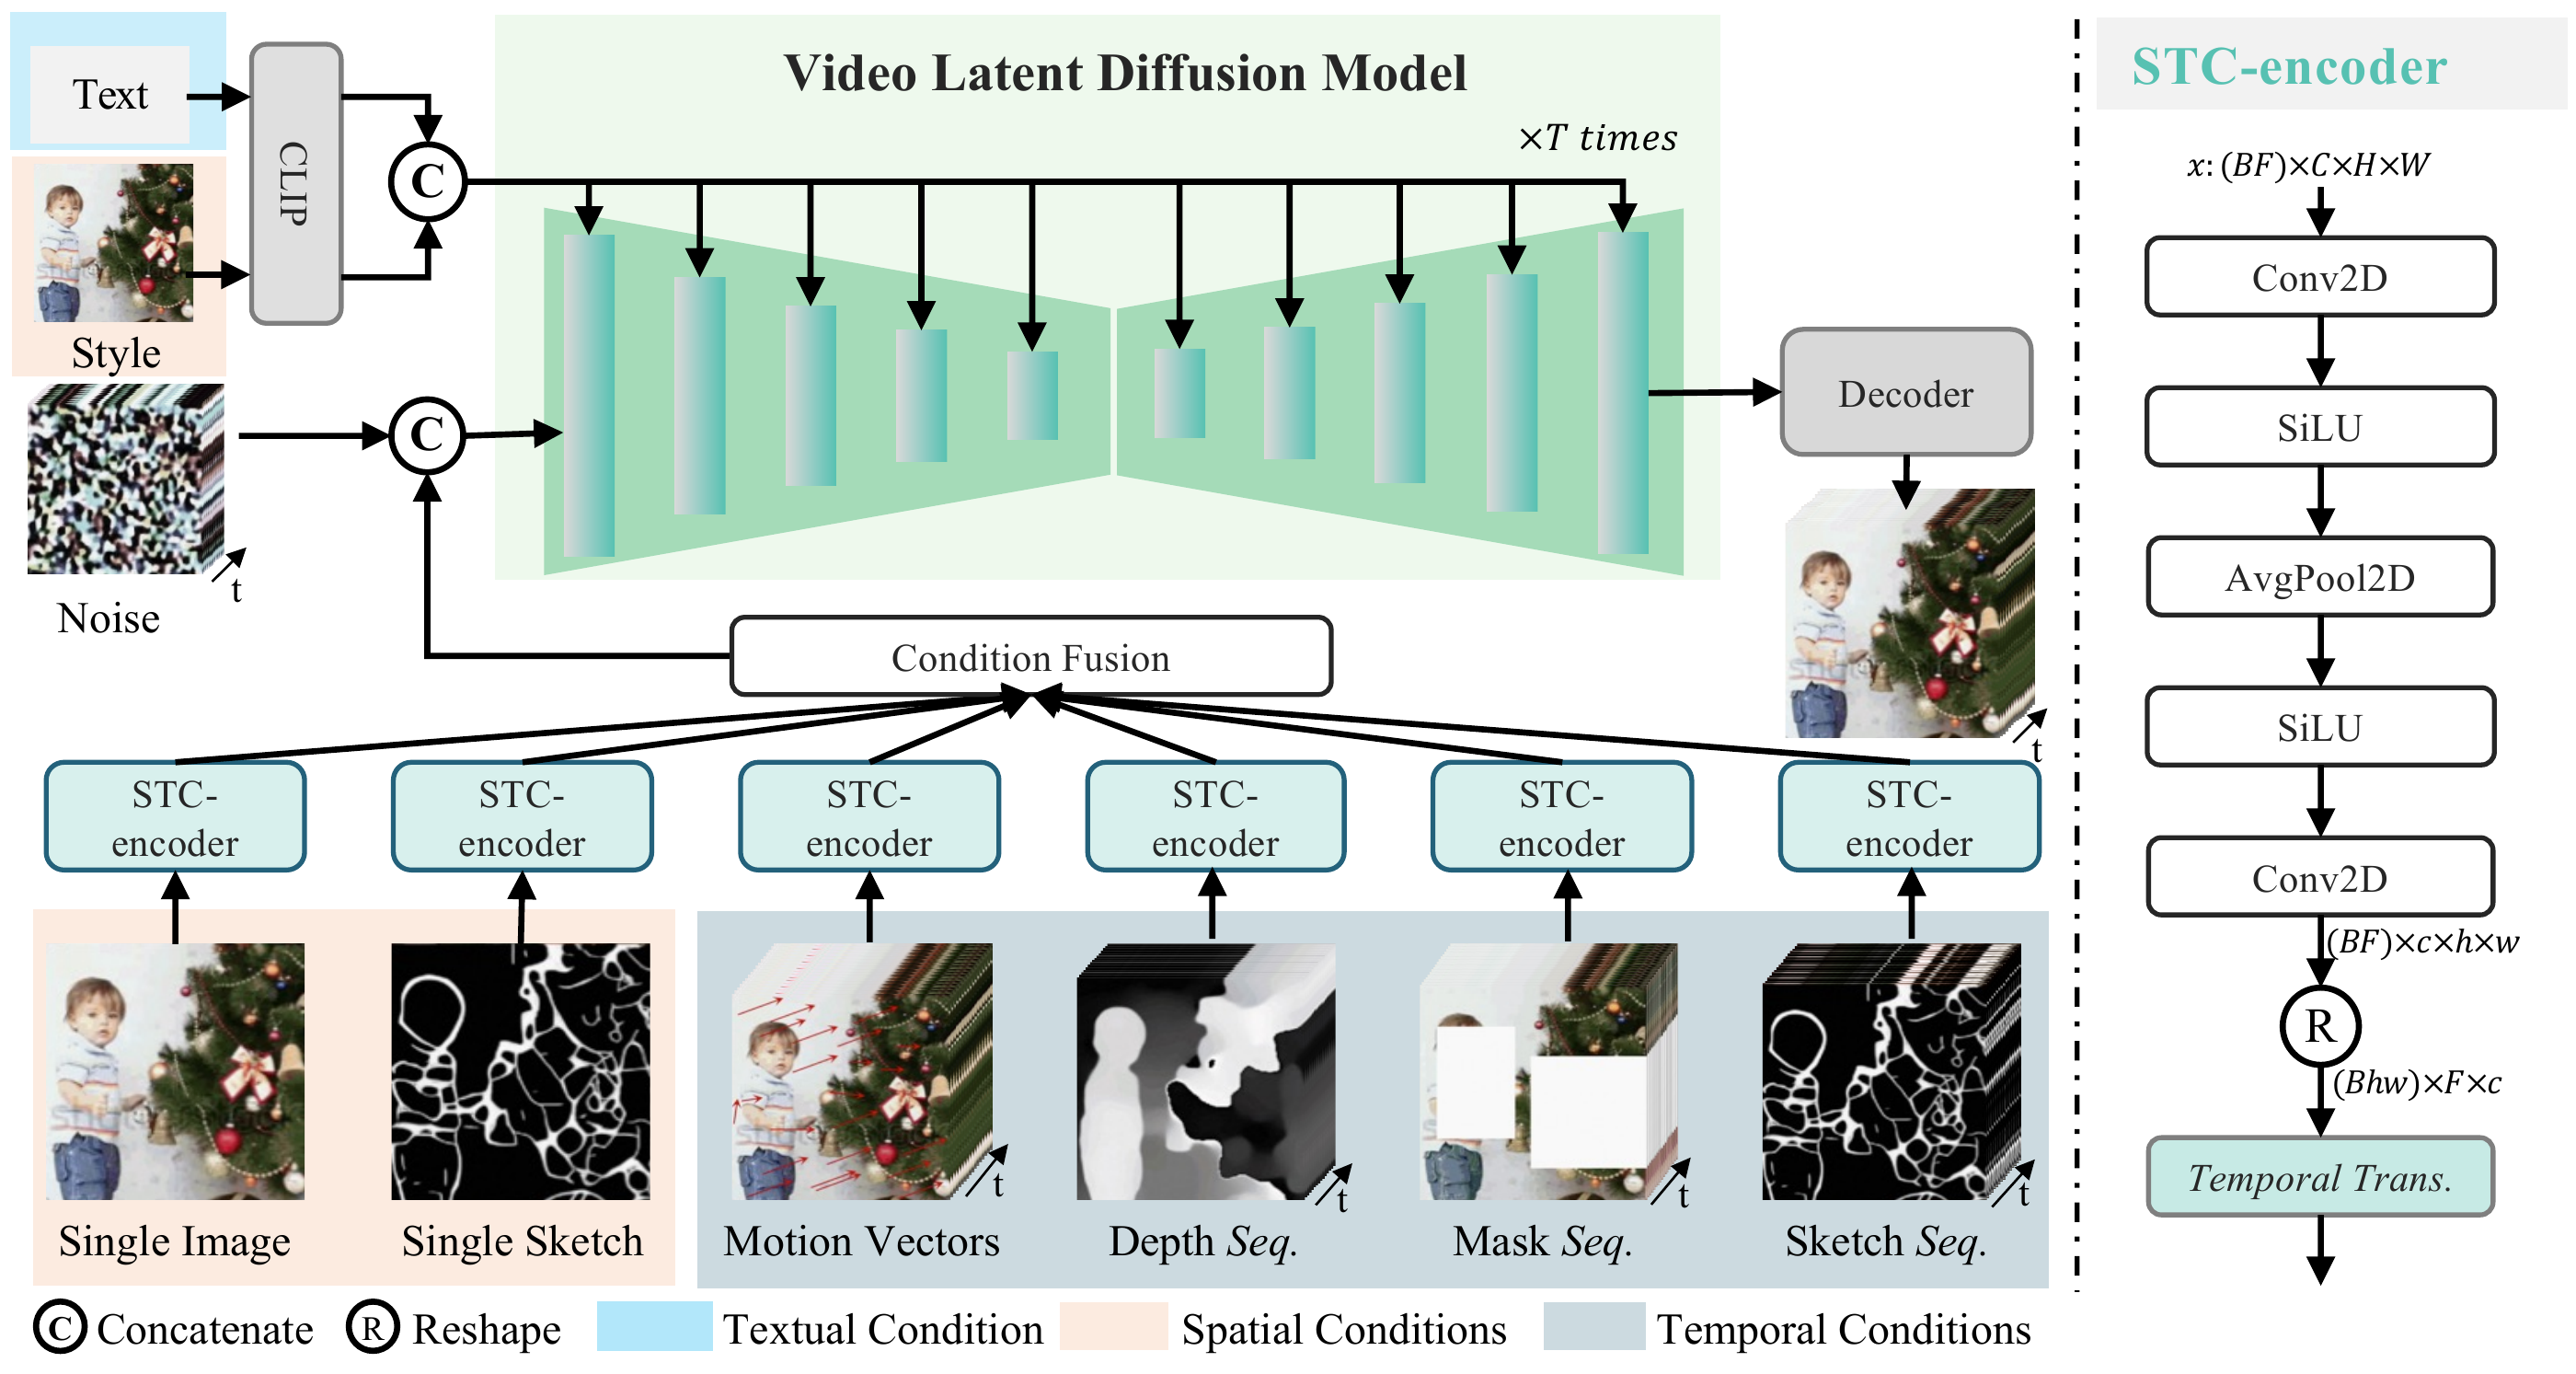 Text
Style
Noise
t
CLIP
C
C
Video Latent Diffusion Model
×T times
Decoder
t
Condition Fusion
STC-
encoder
STC-
encoder
STC-
encoder
STC-
encoder
STC-
encoder
STC-
encoder
t
t
t
t
Single Image
Single Sketch
Motion Vectors
Depth Seq.
Mask Seq.
Sketch Seq.
C Concatenate
R Reshape
Textual Condition
Spatial Conditions
Temporal Conditions
STC-encoder
x: (BF)×C×H×W
Conv2D
SiLU
AvgPool2D
SiLU
Conv2D
(BF)×c×h×w
R
(Bhw)×F×c
Temporal Trans.